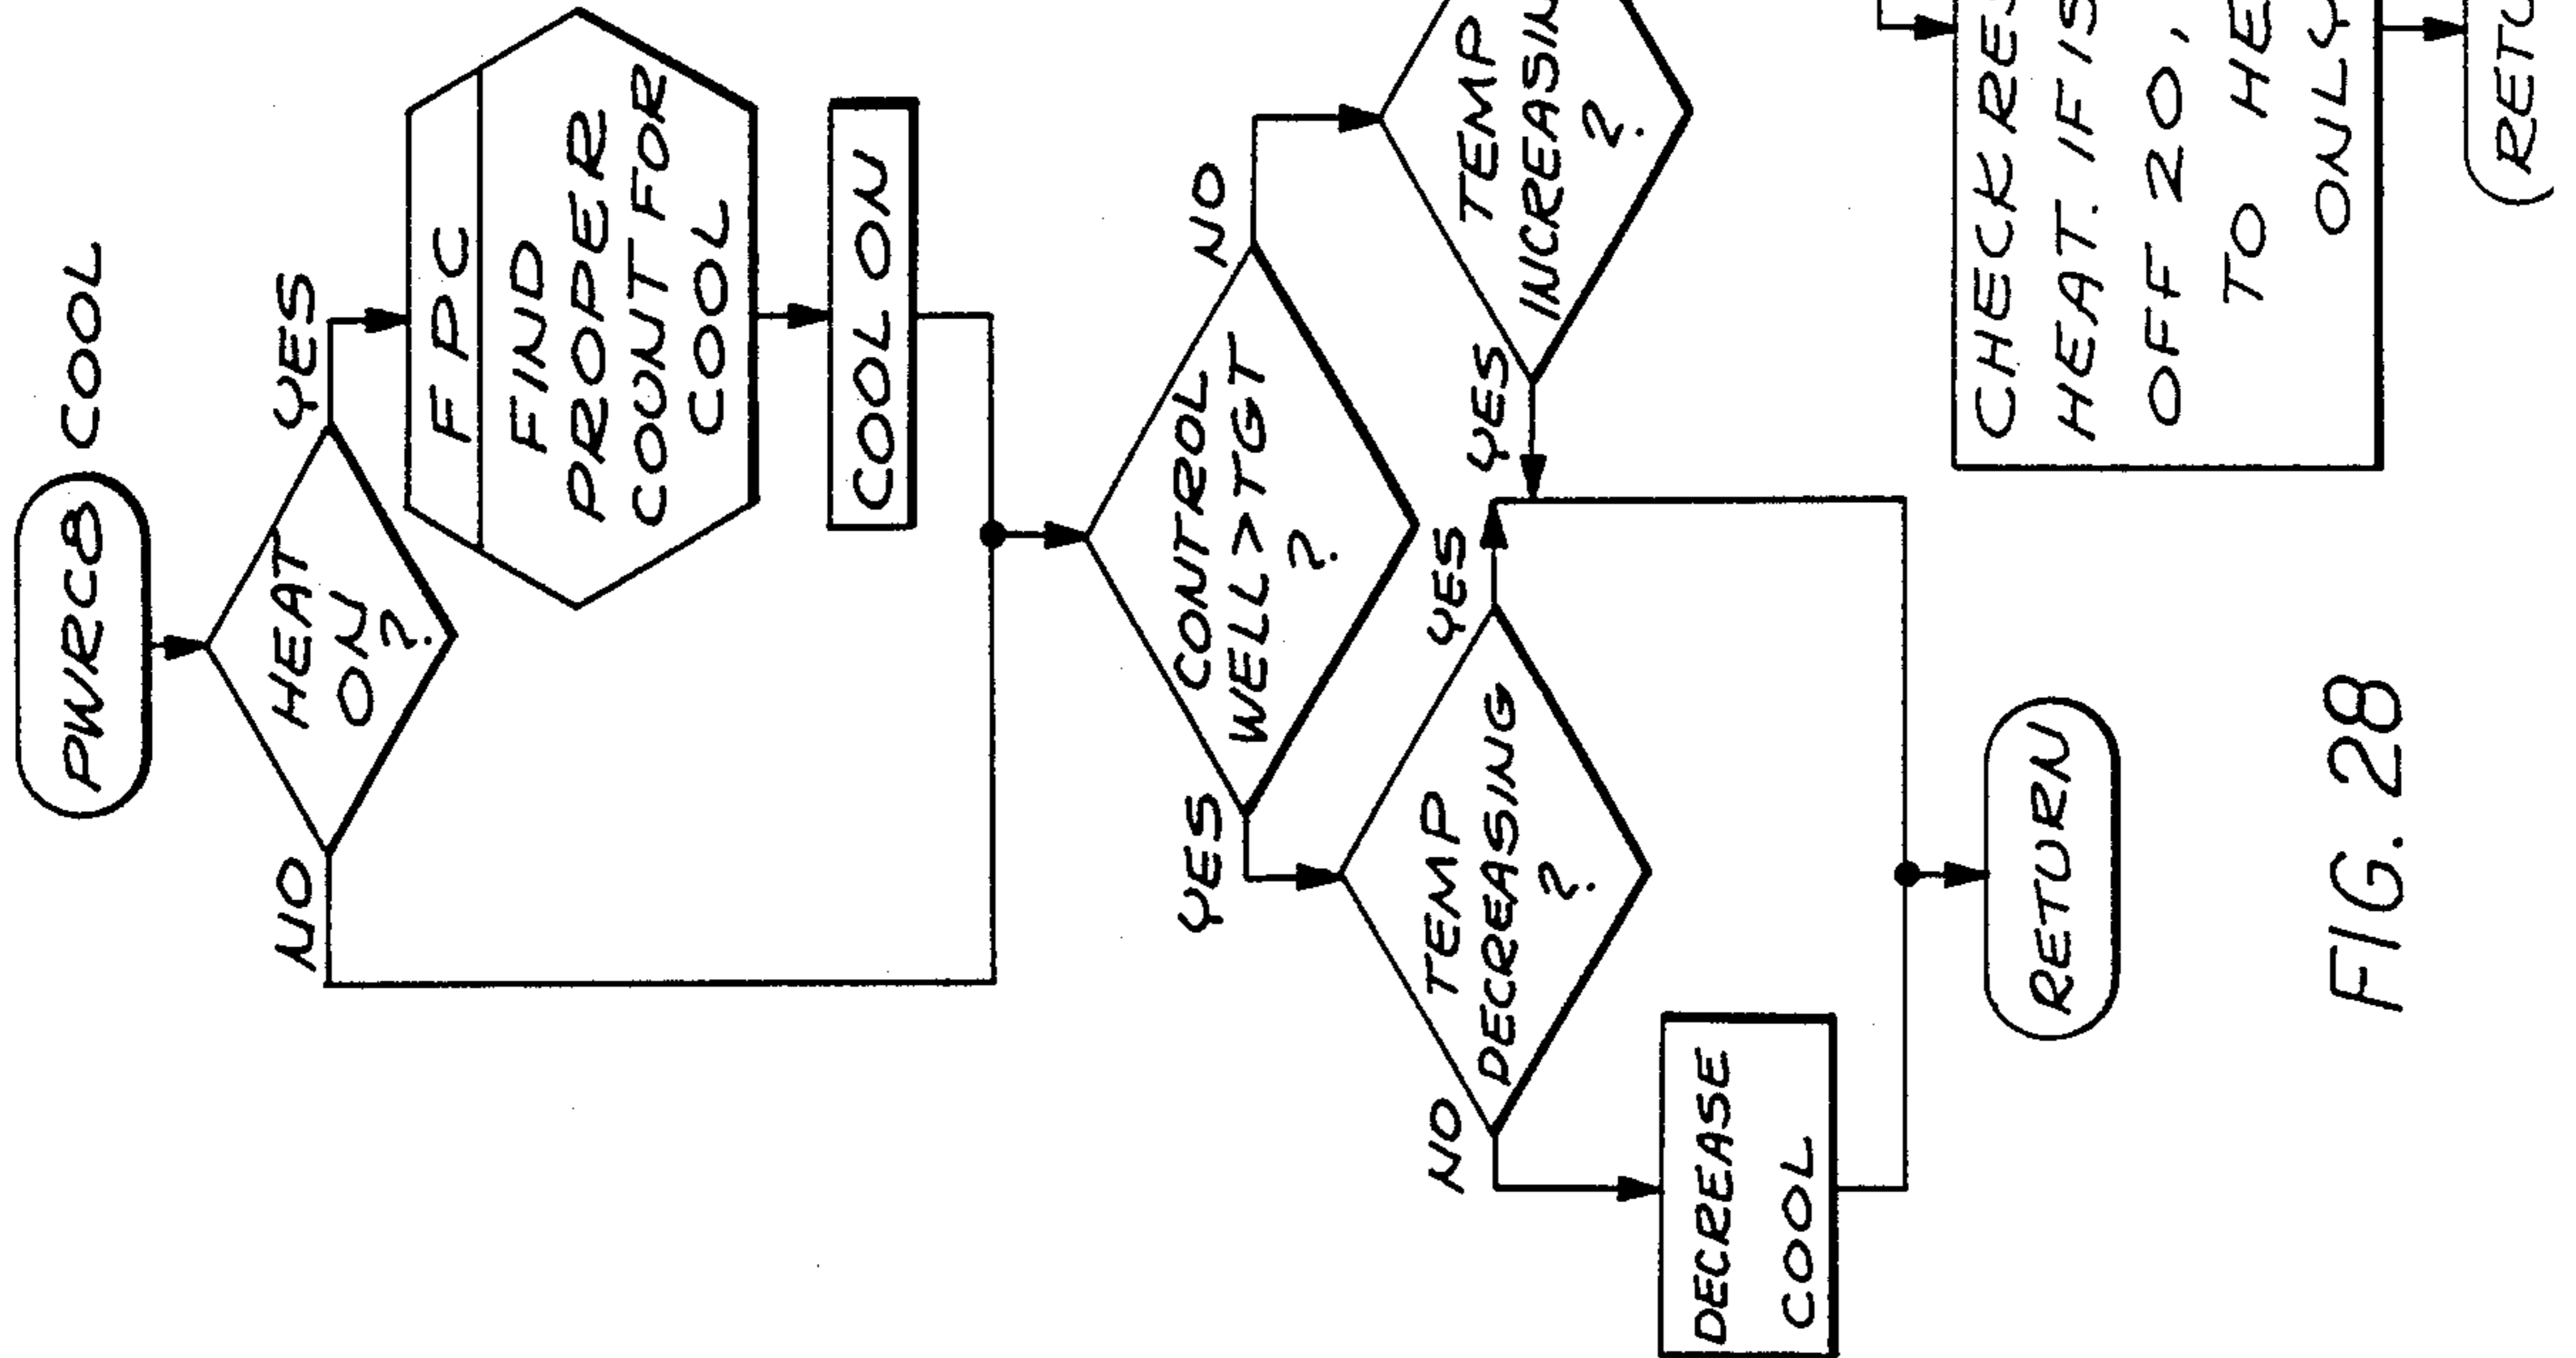 PWRC8 COOL
HEAT
ON
?
NO
YES
FPC
FIND
PROPER
COUNT FOR
COOL
COOL ON
CONTROL
WELL > TGT
?
YES
NO
TEMP
DECREASING
?
NO
YES
TEMP
?
YES
DECREASE
COOL
RETURN
CHECK
HEAT. IF
OFF 20,
TO
ONLY
FIG. 28